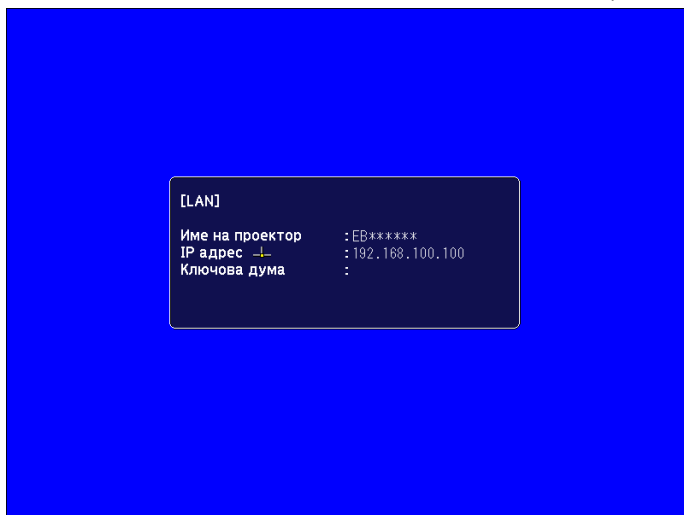 [LAN]
Име на проектор :EB******
IP адрес :192.168.100.100
Ключова дума :